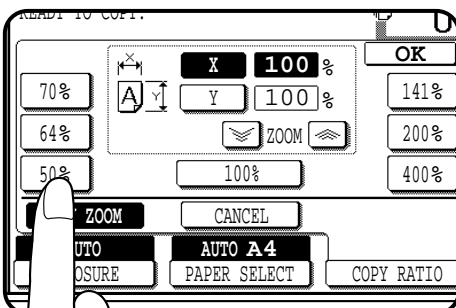 READY TO COPY.
OK
X 100 %
70% 141%
A Y Y 100 %
64% ZOOM 200%
50% 100% 400%
ZOOM CANCEL
AUTO A4
PAPER SELECT COPY RATIO